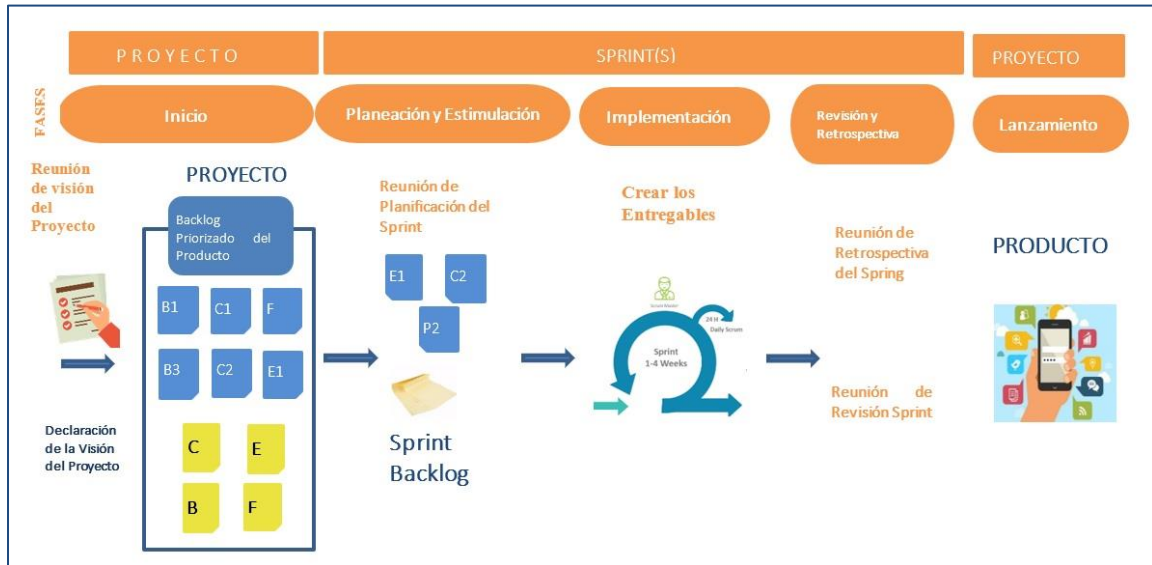 P R O Y E C T O
SPRINT(S)
PROYECTO
FASES
Inicio
Planeación y Estimulación
Implementación
Revisión y
Retrospectiva
Lanzamiento
Reunión
de visión
del
Proyecto
Declaración
de la Visión
del Proyecto
PROYECTO
Backlog
Priorizado del
Producto
B1
C1
F
B3
C2
E1
C
E
B
F
Reunión de
Planificación del
Sprint
E1
C2
P2
Sprint
Backlog
Crear los
Entregables
Scrum Master
24 H
Daily Scrum
Sprint
1-4 Weeks
Reunión de
Retrospectiva
del Spring
Reunión de
Revisión Sprint
PRODUCTO